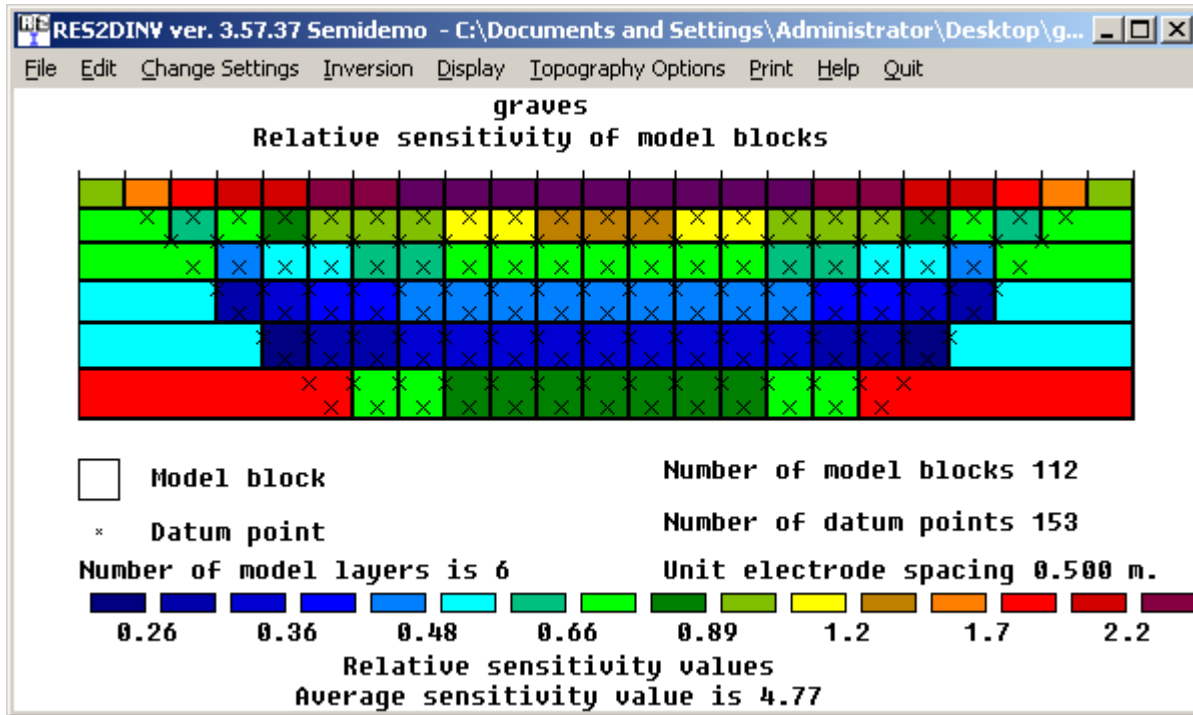 RES2DINV ver. 3.57.37 Semidemo - C:\Documents and Settings\Administrator\Desktop\g...
File Edit Change Settings Inversion Display Topography Options Print Help Quit
graves
Relative sensitivity of model blocks
Model block
Number of model blocks 112
Datum point
Number of datum points 153
Number of model layers is 6
Unit electrode spacing 0.500 m.
0.26 0.36 0.48 0.66 0.89 1.2 1.7 2.2
Relative sensitivity values
Average sensitivity value is 4.77